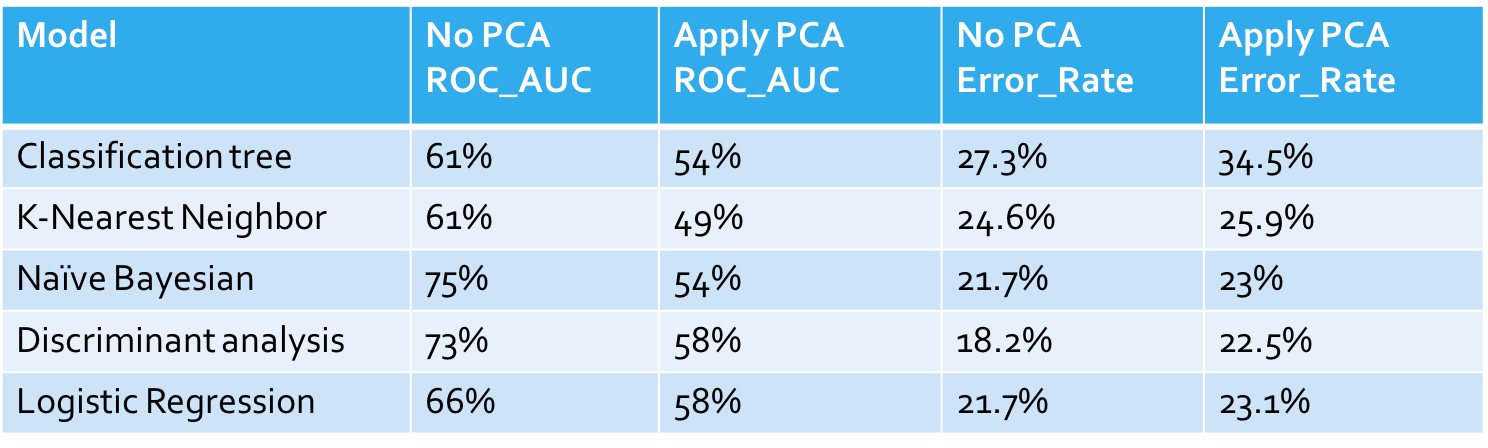 Model No PCA Apply PCA No PCA Apply PCA
ROC_AUC ROC_AUC Error_Rate Error_Rate
Classification tree 61% 54% 27.3% 34.5%
K-Nearest Neighbor 61% 49% 24.6% 25.9%
Naïve Bayesian 75% 54% 21.7% 23%
Discriminant analysis 73% 58% 18.2% 22.5%
Logistic Regression 66% 58% 21.7% 23.1%